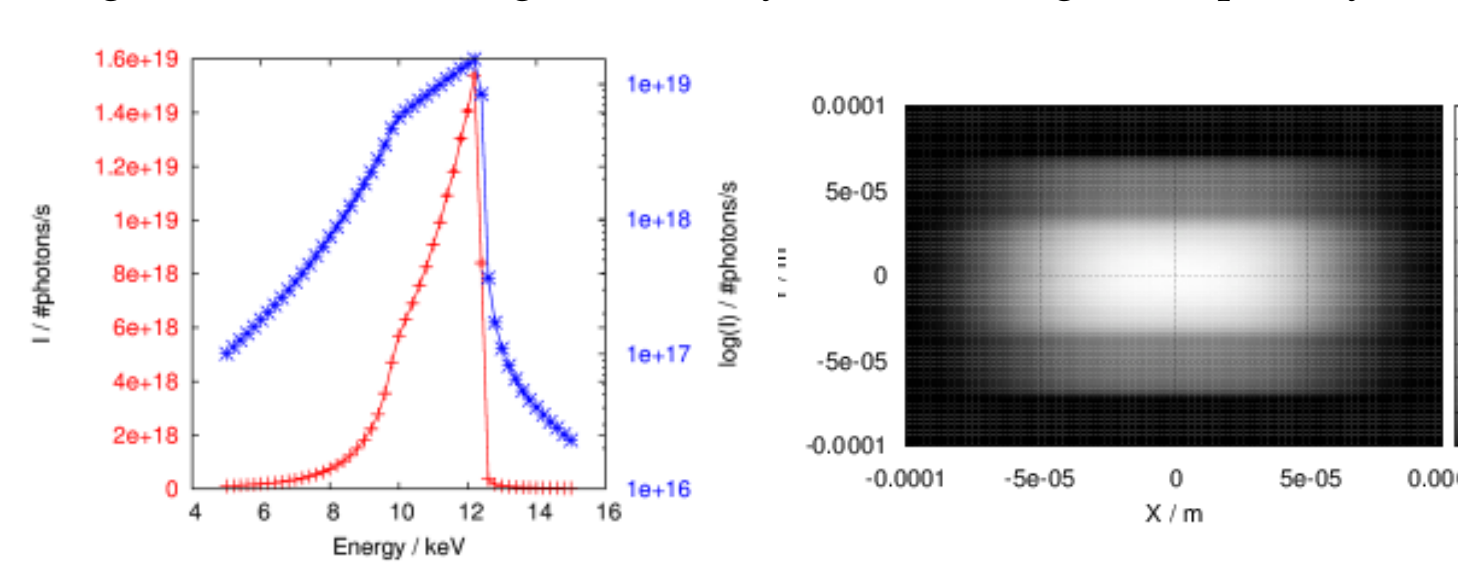 1.6e+19
1.4e+19
1.2e+19
1e+19
8e+18
6e+18
4e+18
2e+18
0
I / #photons/s
4 6 8 10 12 14 16
Energy / keV
1e+19
1e+18
1e+17
1e+16
log(I) / #photons/s
0.0001
5e-05
0
-5e-05
-0.0001
/ m
-0.0001 -5e-05 0 5e-05
X / m